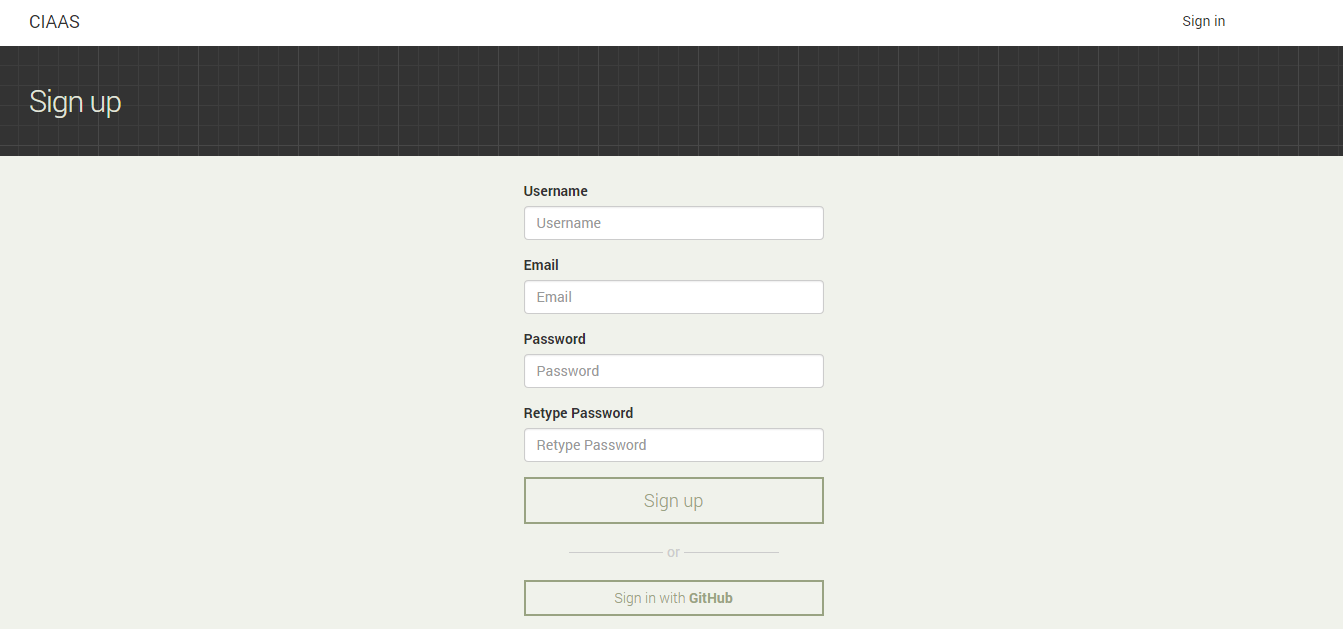 CIAAS
Sign in
Sign up
Username
Username
Email
Email
Password
Password
Retype Password
Retype Password
Sign up
or
Sign in with GitHub